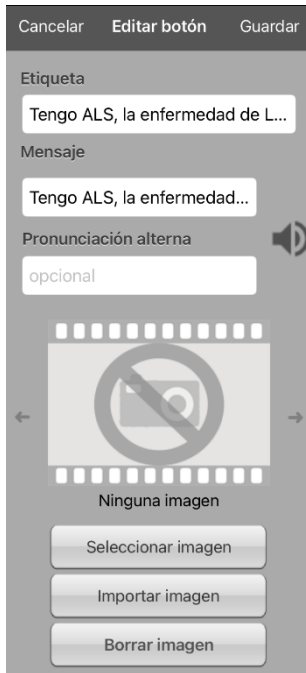 Cancelar Editar botón Guardar
Etiqueta
Tengo ALS, la enfermedad de L...
Mensaje
Tengo ALS, la enfermedad...
Pronunciación alterna
opcional
Ninguna imagen
Seleccionar imagen
Importar imagen
Borrar imagen